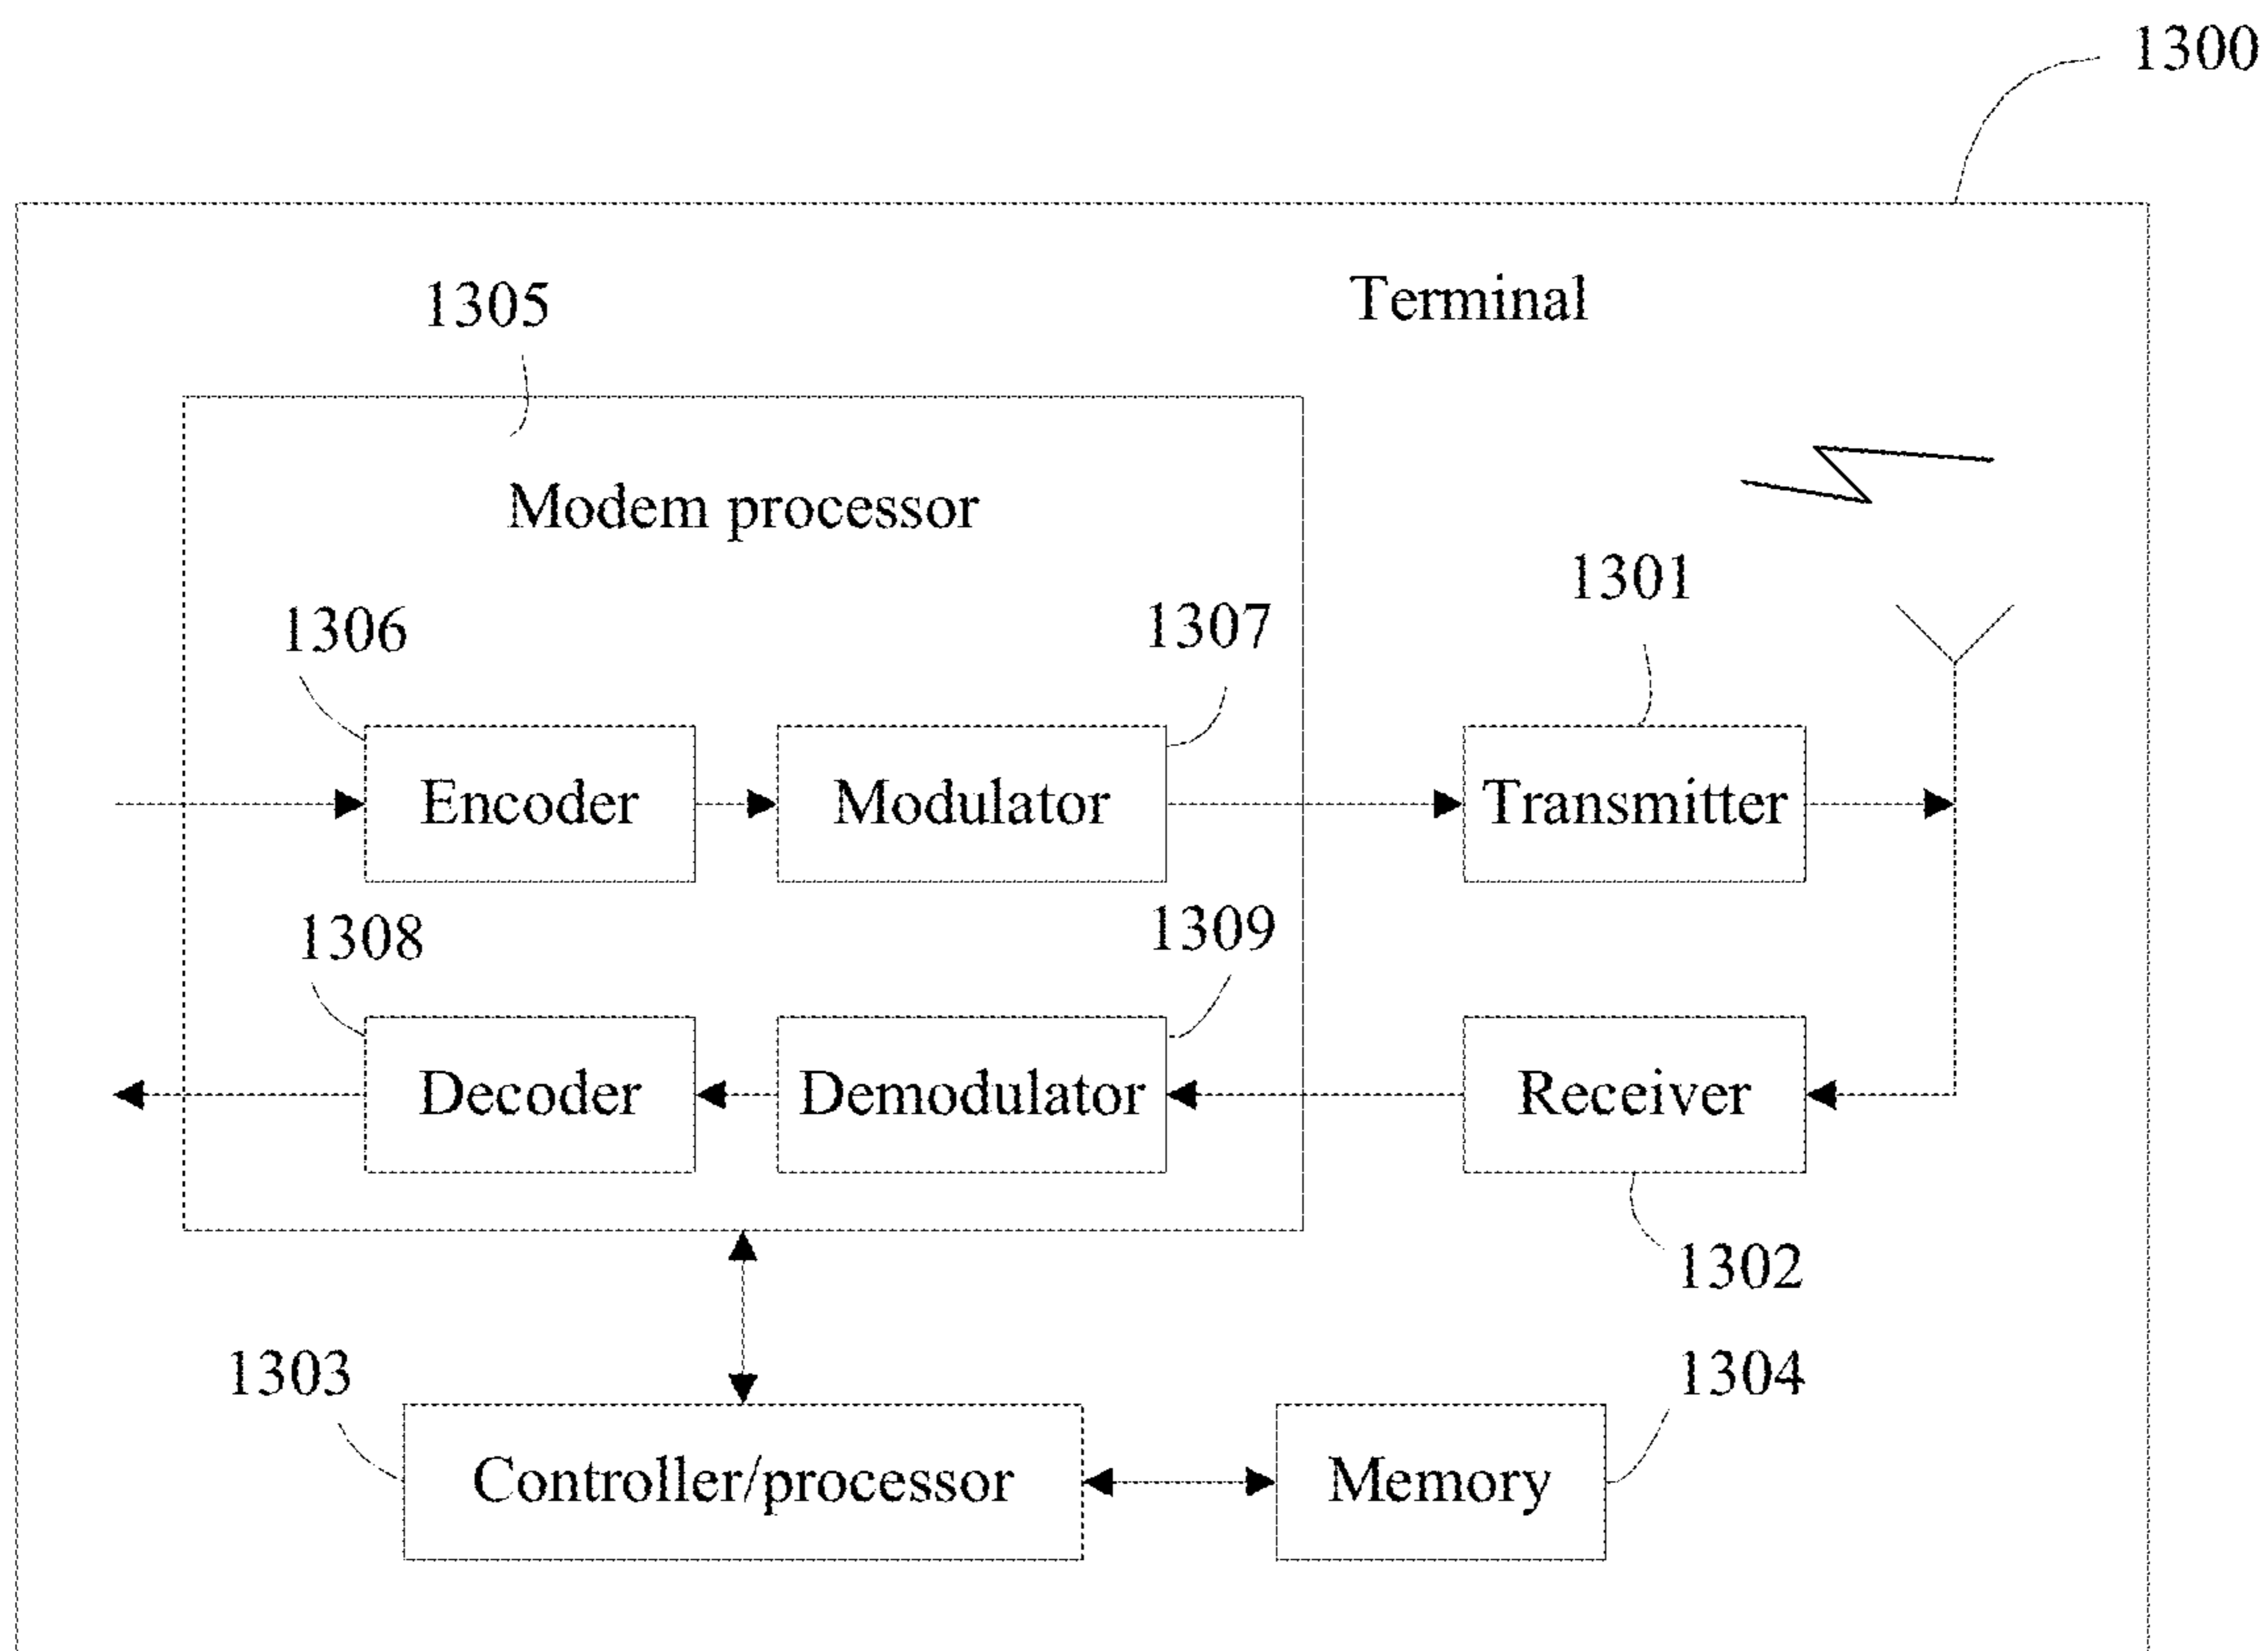 1300
Terminal
1305
Modem processor
1301
1306
1307
Encoder
Modulator
Transmitter
1308
1309
Decoder
Demodulator
Receiver
1302
1303
1304
Controller/processor
Memory